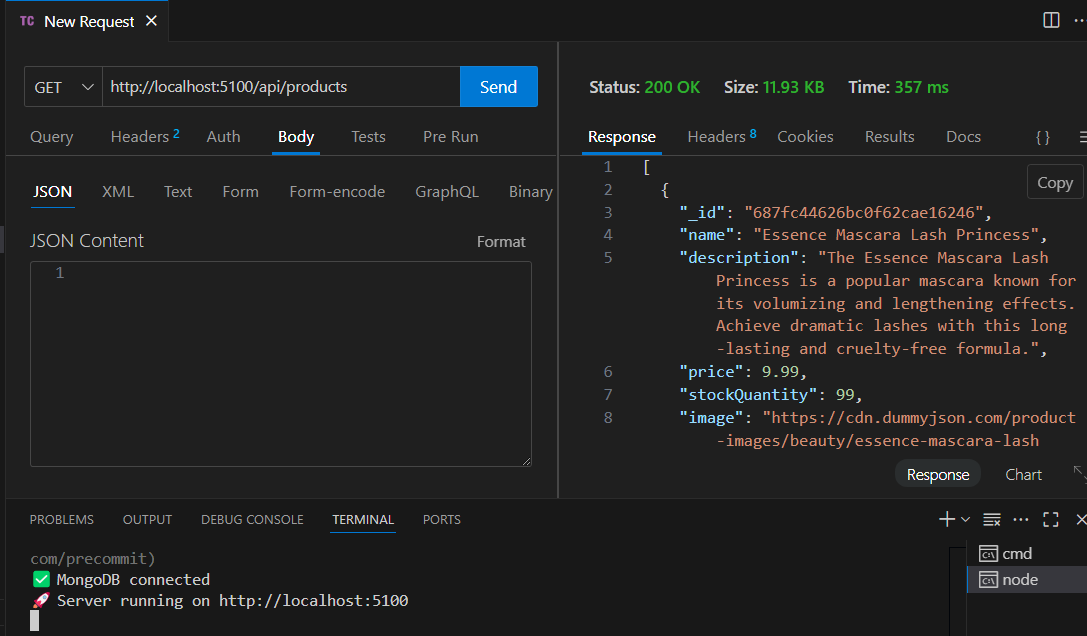 TC New Request ×
GET http://localhost:5100/api/products Send
Query Headers 2 Auth Body Tests Pre Run
JSON XML Text Form Form-encode GraphQL Binary
JSON Content Format
1
Status: 200 OK Size: 11.93 KB Time: 357 ms
Response Headers 8 Cookies Results Docs { }
Copy
1 [
2 {
3 "_id": "687fc44626bc0f62cae16246",
4 "name": "Essence Mascara Lash Princess",
5 "description": "The Essence Mascara Lash
Princess is a popular mascara known for
its volumizing and lengthening effects.
Achieve dramatic lashes with this long
-lasting and cruelty-free formula.",
6 "price": 9.99,
7 "stockQuantity": 99,
8 "image": "https://cdn.dummyjson.com/product
-images/beauty/essence-mascara-lash
Response Chart
PROBLEMS OUTPUT DEBUG CONSOLE TERMINAL PORTS
com/precommit)
✅ MongoDB connected
🚀 Server running on http://localhost:5100
cmd
node